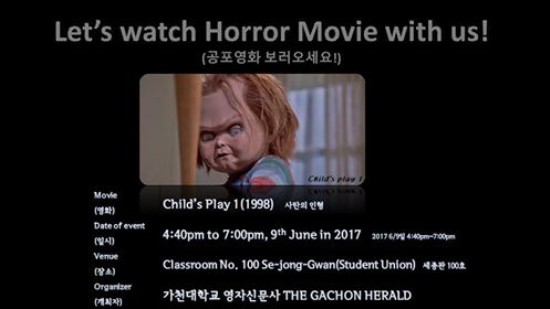 Let's watch Horror Movie with us!
(공포영화 보러오세요!)
Child's play 1
Movie
(영화)
Child's Play 1(1998) 사탄의 인형
Date of event
(일시)
4:40pm to 7:00pm, 9th June in 2017 2017 6/9일 4:40pm~7:00pm
Venue
(장소)
Classroom No. 100 Se-jong-Gwan(Student Union) 세종관 100호
Organizer
(개최자)
가천대학교 영자신문사 THE GACHON HERALD